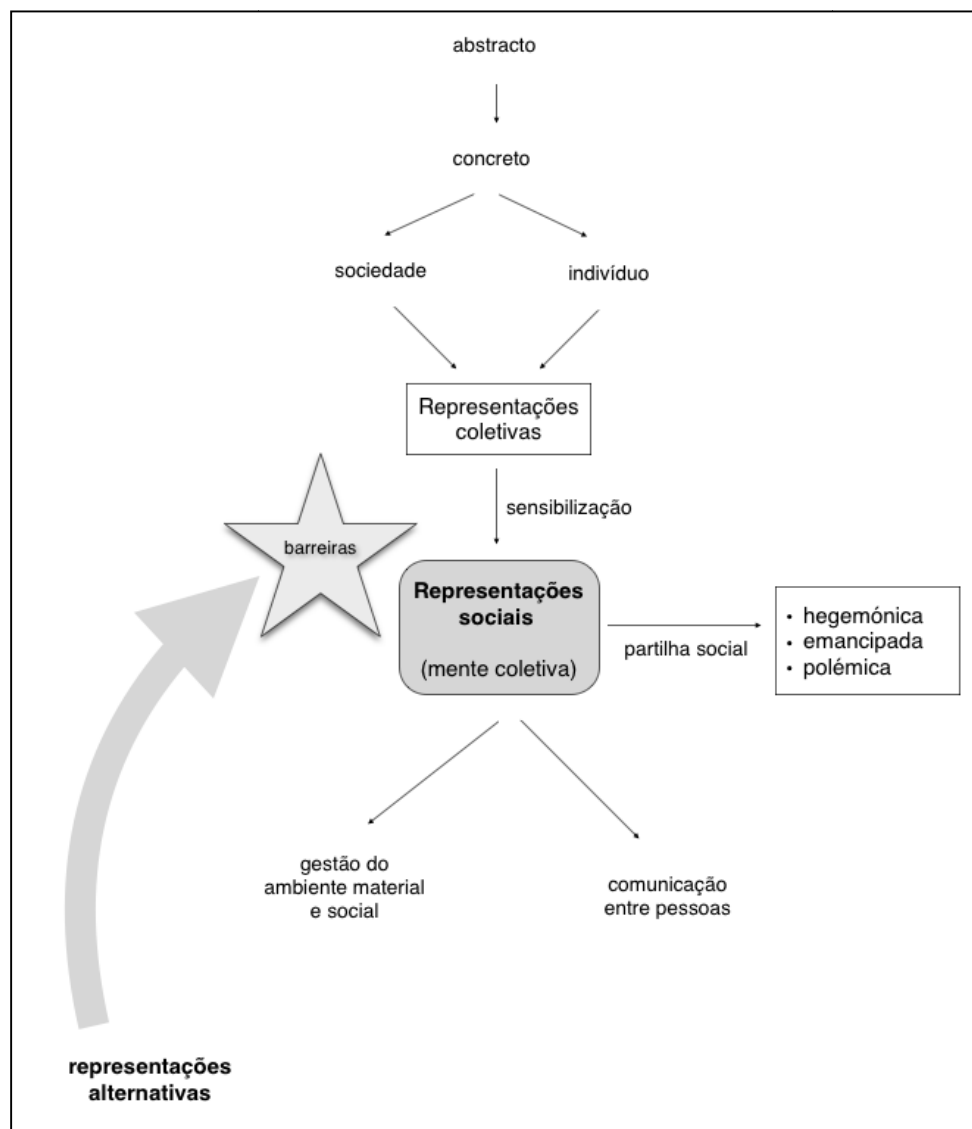 abstracto
concreto
sociedade
indivíduo
Representações
coletivas
sensibilização
barreiras
Representações
sociais
(mente coletiva)
partilha social
• hegemónica
• emancipada
• polémica
gestão do
ambiente material
e social
comunicação
entre pessoas
representações
alternativas